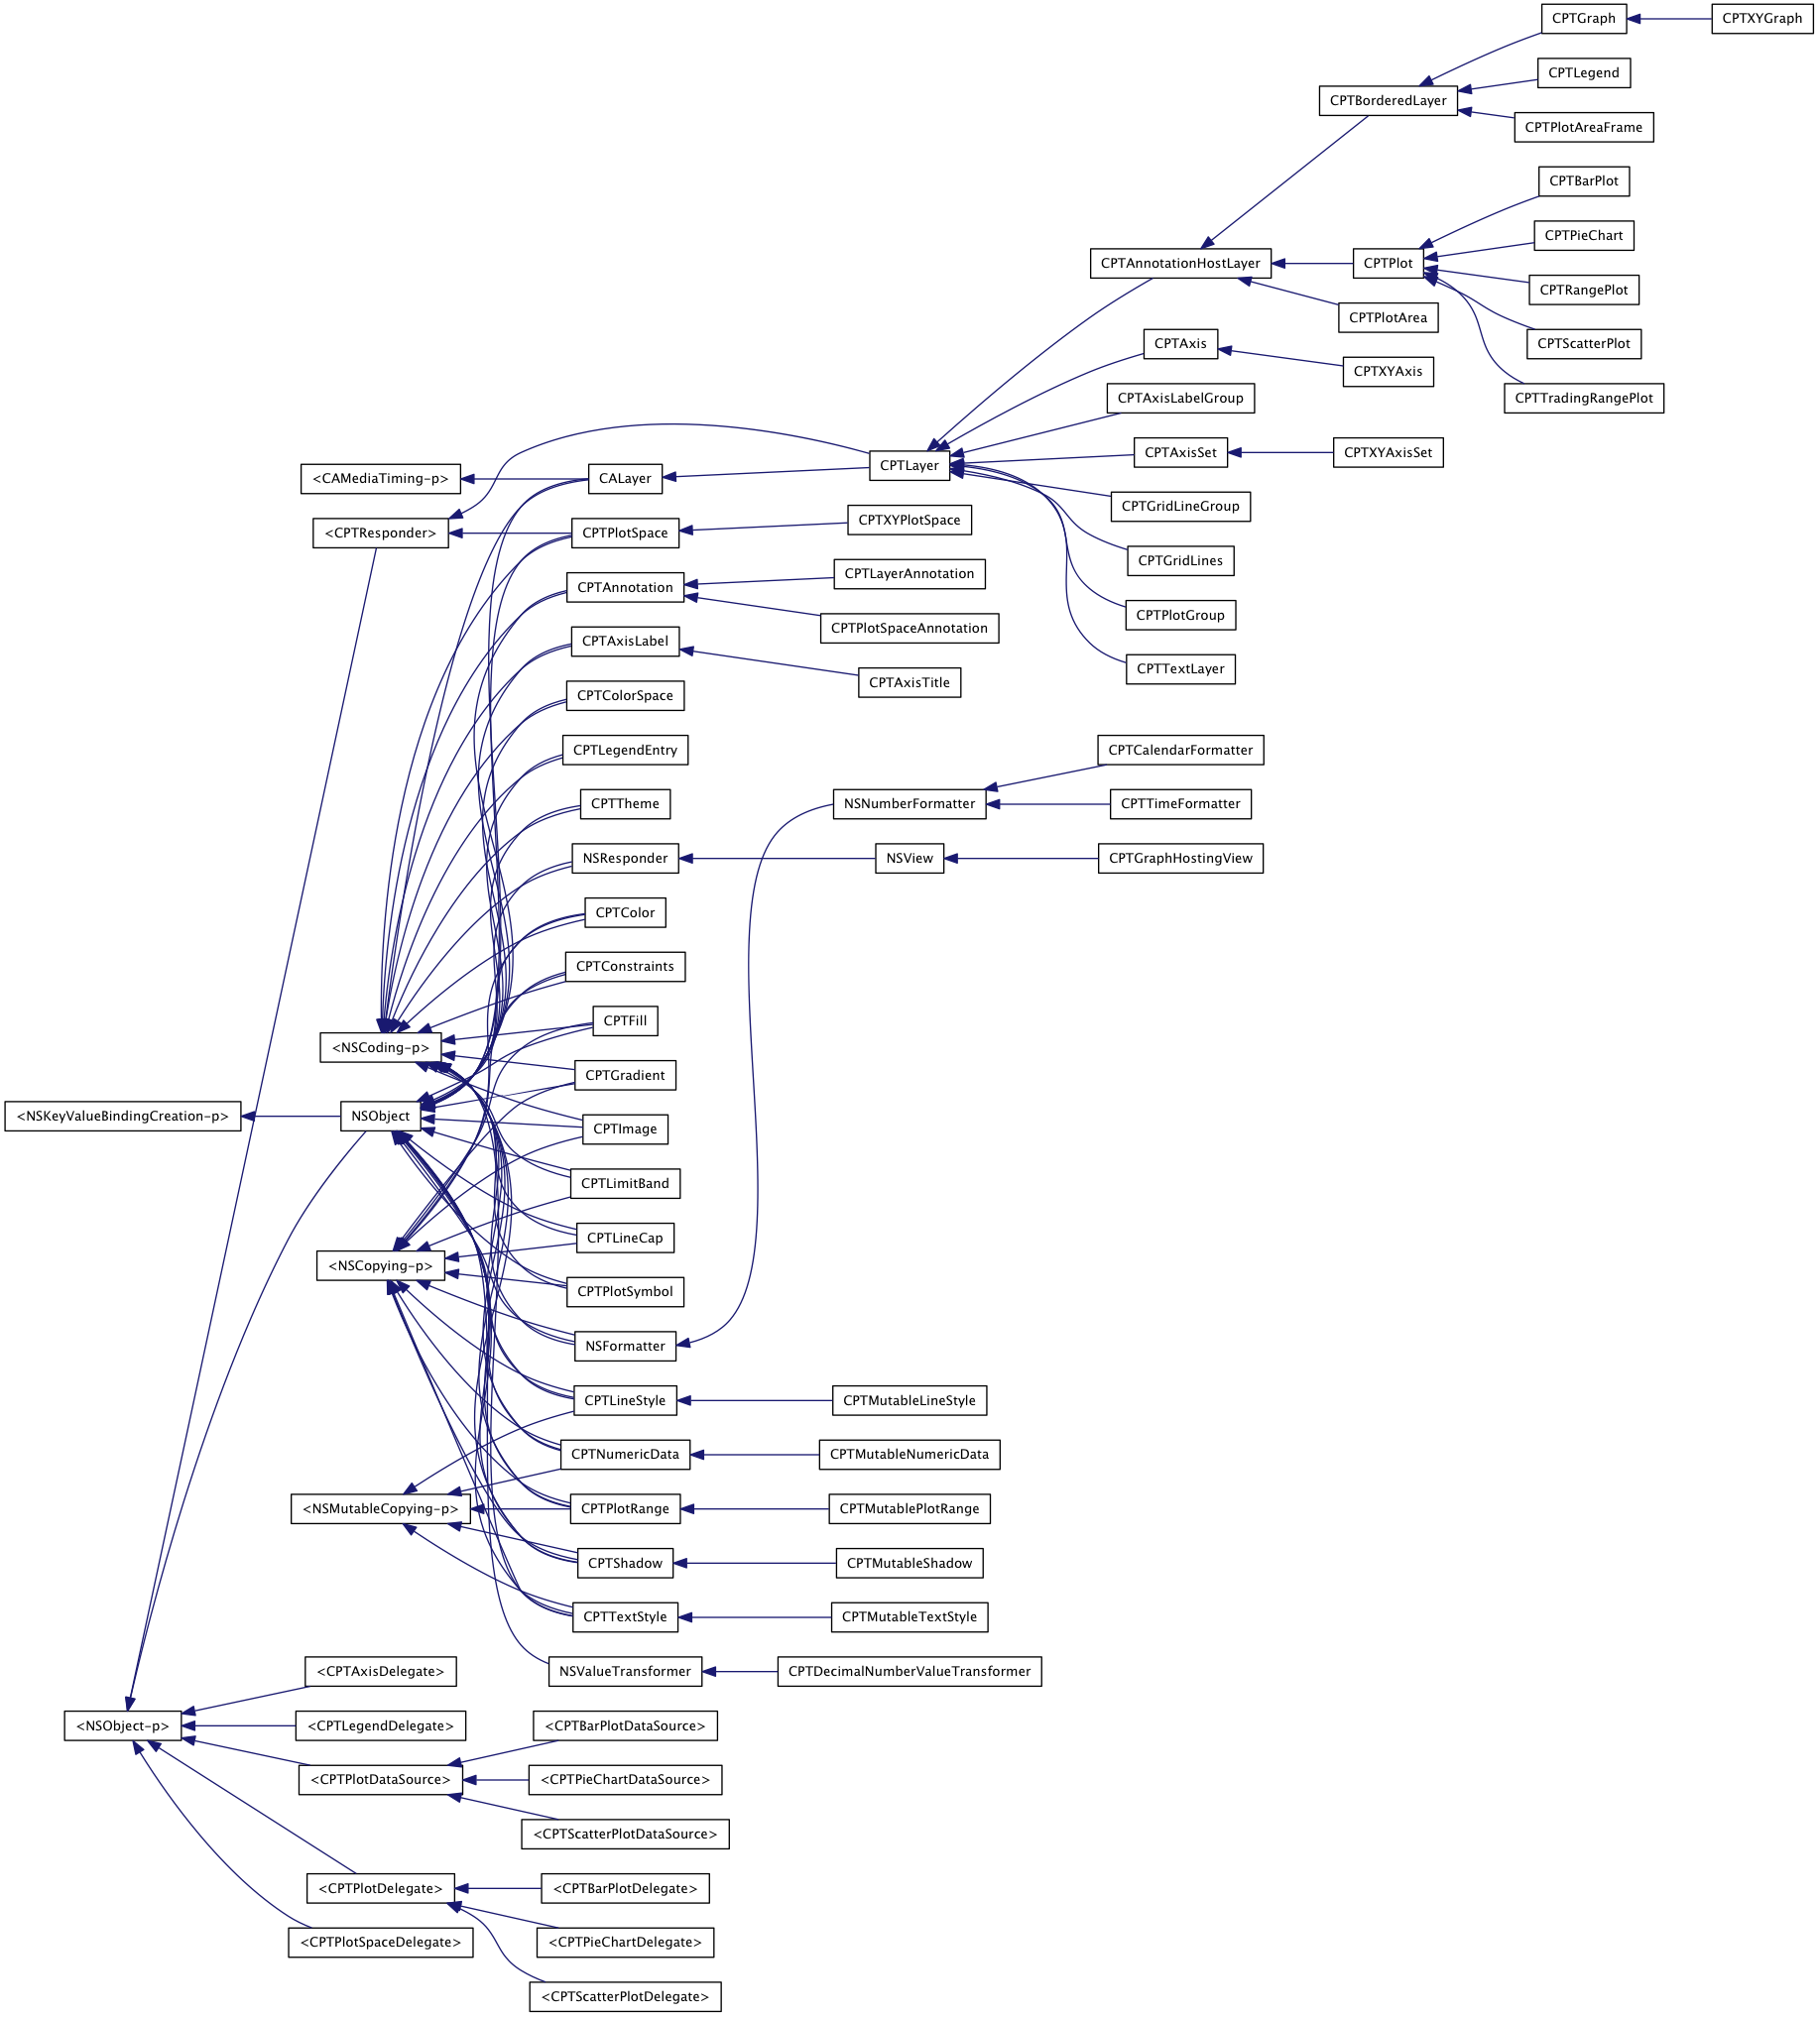 CPTGraph
CPTXYGraph
CPTLegend
CPTBorderedLayer
CPTPlotAreaFrame
CPTBarPlot
CPTPieChart
CPTAnnotationHostLayer
CPTPlot
CPTRangePlot
CPTPlotArea
CPTAxis
CPTScatterPlot
CPTXYAxis
CPTAxisLabelGroup
CPTTradingRangePlot
CPTLayer
CPTAxisSet
CPTXYAxisSet
<CAMediaTiming-p>
CALayer
CPTGridLineGroup
<CPTResponder>
CPTPlotSpace
CPTXYPlotSpace
CPTGridLines
CPTAnnotation
CPTLayerAnnotation
CPTPlotGroup
CPTPlotSpaceAnnotation
CPTAxisLabel
CPTTextLayer
CPTAxisTitle
CPTColorSpace
CPTLegendEntry
CPTCalendarFormatter
CPTTheme
NSNumberFormatter
CPTTimeFormatter
NSResponder
NSView
CPTGraphHostingView
CPTColor
CPTConstraints
CPTFill
<NSCoding-p>
CPTGradient
<NSKeyValueBindingCreation-p>
NSObject
CPTImage
CPTLimitBand
CPTLineCap
<NSCopying-p>
CPTPlotSymbol
NSFormatter
CPTLineStyle
CPTMutableLineStyle
CPTNumericData
CPTMutableNumericData
<NSMutableCopying-p>
CPTPlotRange
CPTMutablePlotRange
CPTShadow
CPTMutableShadow
CPTTextStyle
CPTMutableTextStyle
<CPTAxisDelegate>
NSValueTransformer
CPTDecimalNumberValueTransformer
<NSObject-p>
<CPTLegendDelegate>
<CPTBarPlotDataSource>
<CPTPlotDataSource>
<CPTPieChartDataSource>
<CPTScatterPlotDataSource>
<CPTPlotDelegate>
<CPTBarPlotDelegate>
<CPTPlotSpaceDelegate>
<CPTPieChartDelegate>
<CPTScatterPlotDelegate>